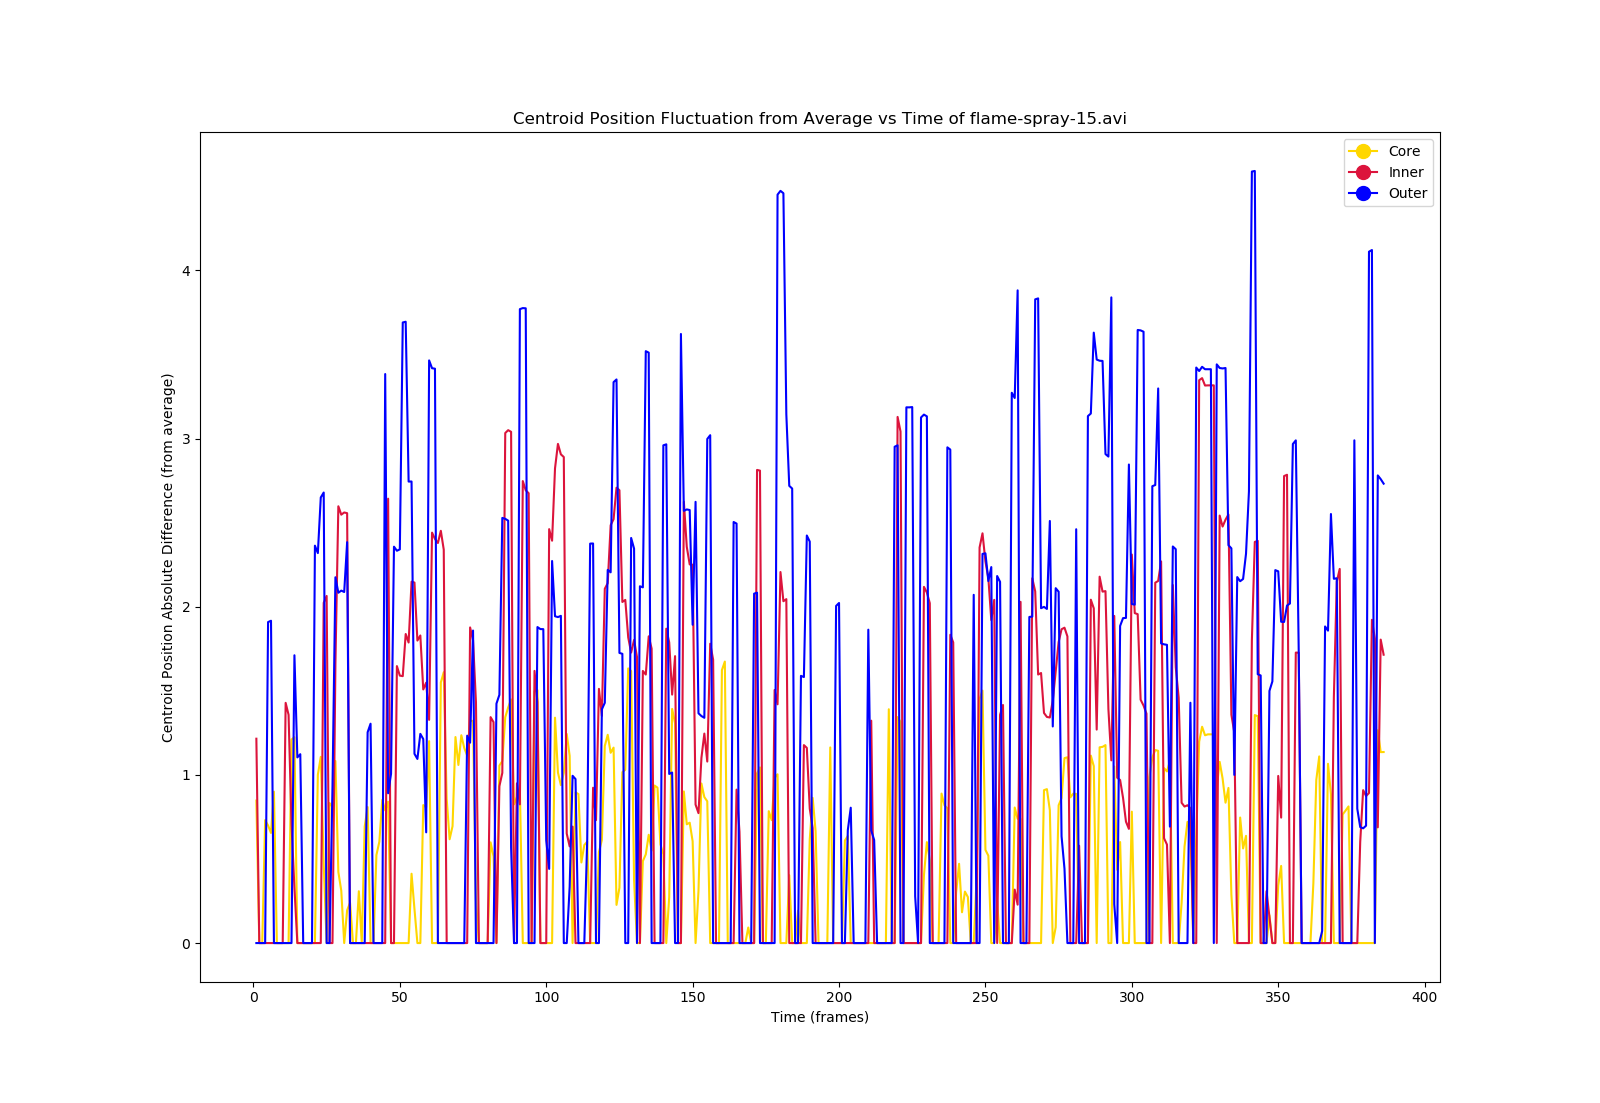 Centroid Position Fluctuation from Average vs Time of flame-spray-15.avi
Core
Inner
Outer
Centroid Position Absolute Difference (from average)
4
3
2
1
0
0 50 100 150 200 250 300 350 400
Time (frames)